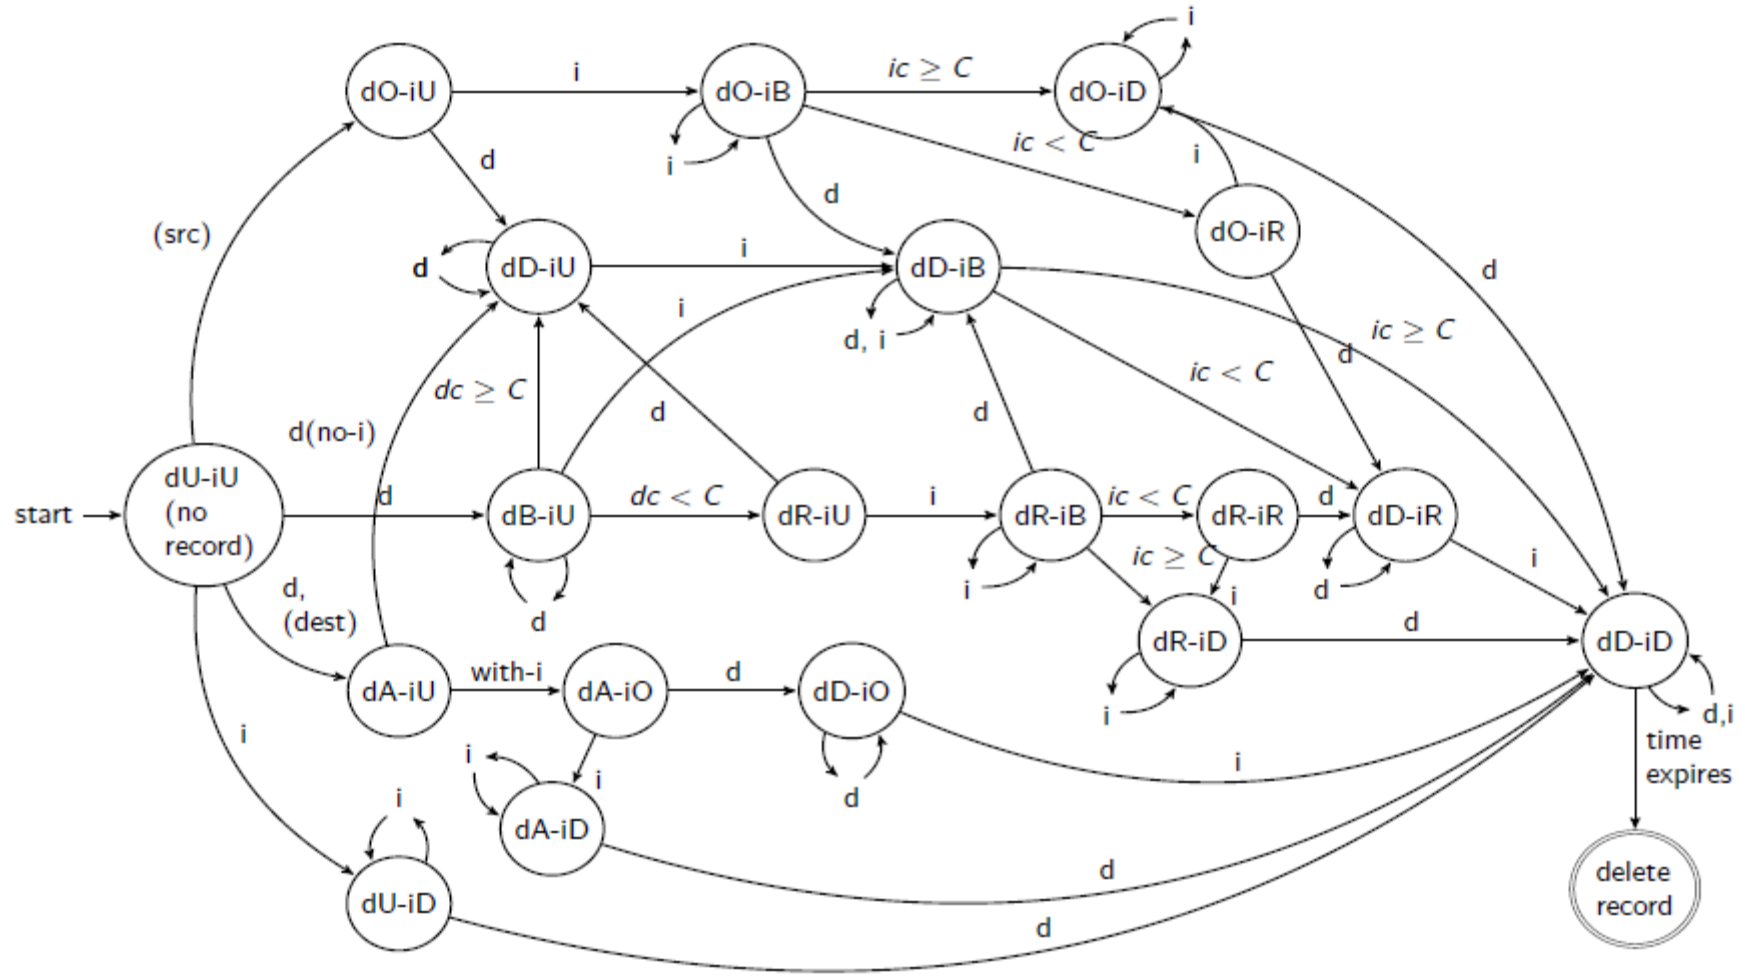 i
dO-iU
i
dO-iB
ic ≥ C
dO-iD
ic < C
i
d
i
d
(src)
dO-iR
i
d
d
dD-iU
i
dD-iB
d
i
d, i
ic ≥ C
d
ic < C
dc ≥ C
d
d
d(no-i)
dU-iU
(no
record)
start
d
dB-iU
dc < C
dR-iU
i
dR-iB
ic < C
dR-iR
d
dD-iR
ic ≥ C
i
i
d
i
d,
(dest)
d
dR-iD
d
dD-iD
with-i
dA-iU
dA-iO
d
dD-iO
i
d,i
i
time
expires
i
i
i
d
i
dA-iD
d
dU-iD
d
delete
record